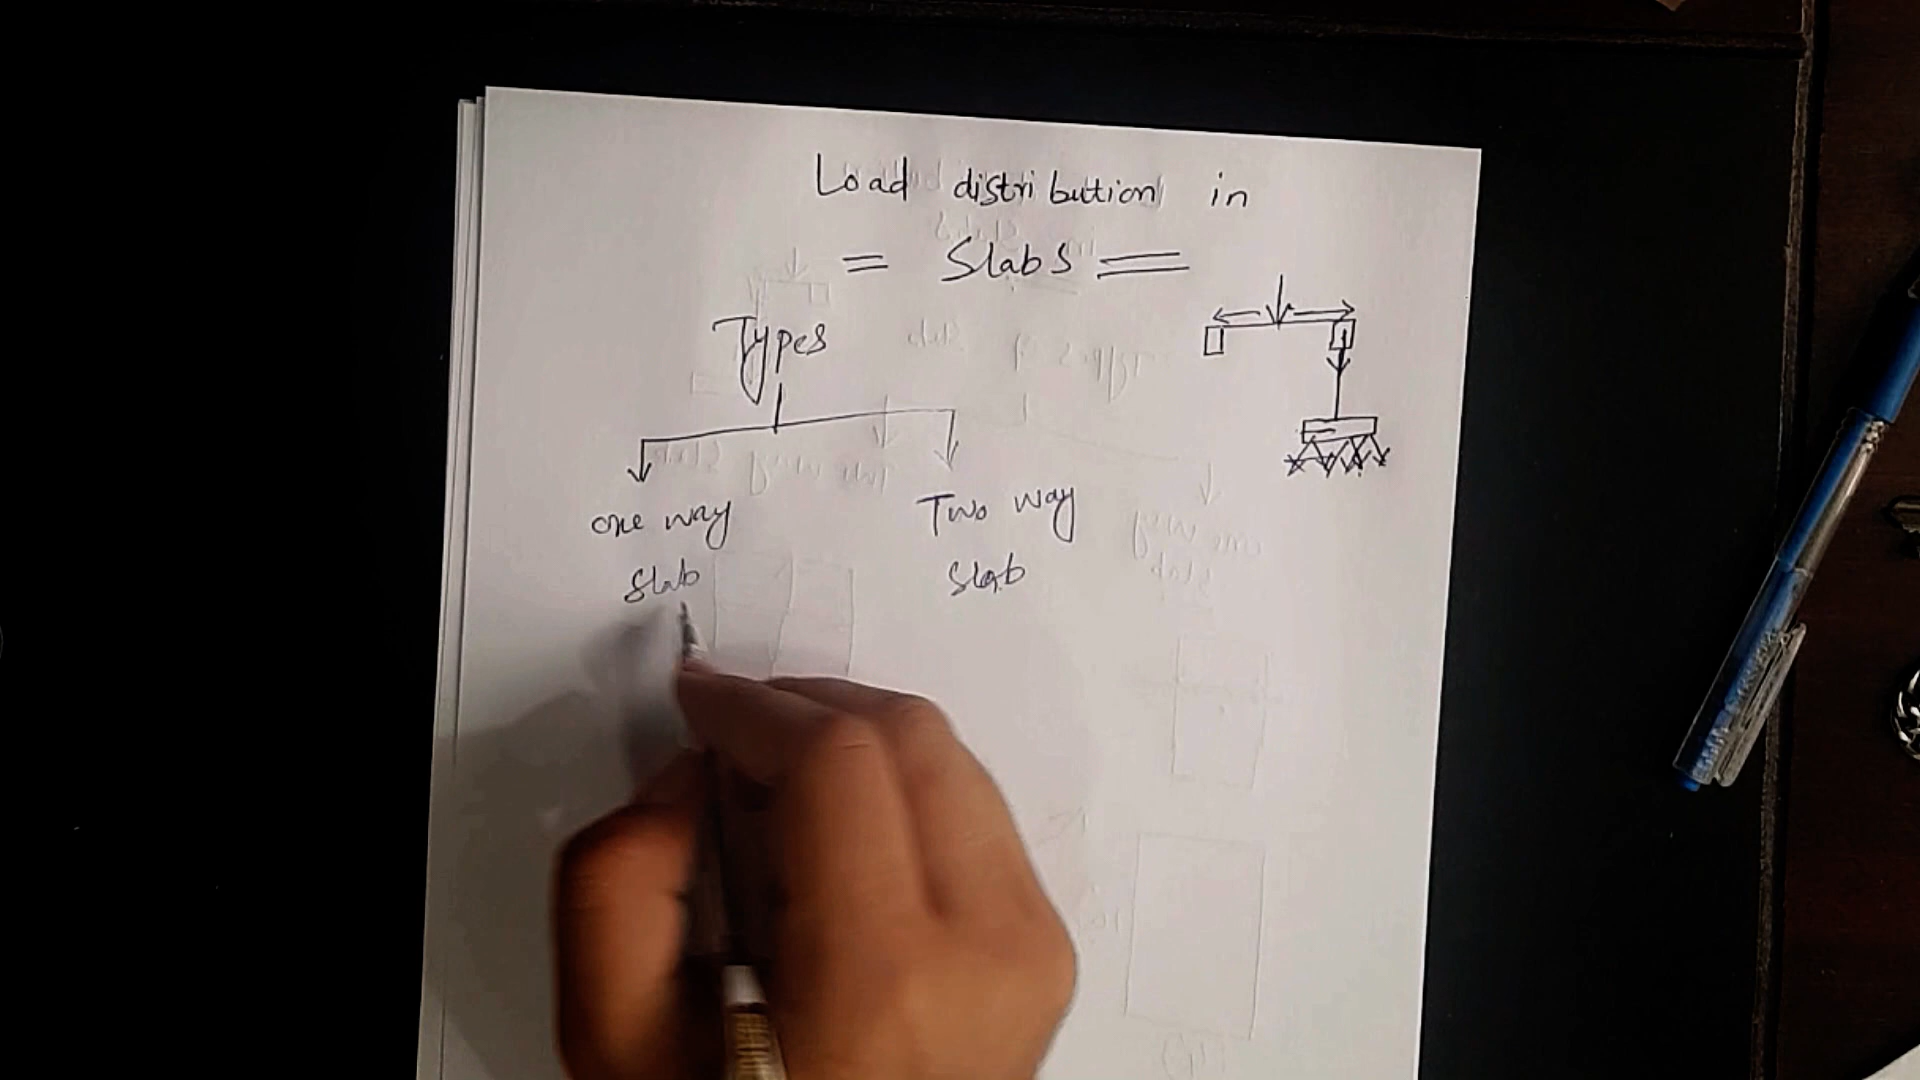 Load distribution in
= Slabs =
Types
one way
slab
Two way
slab